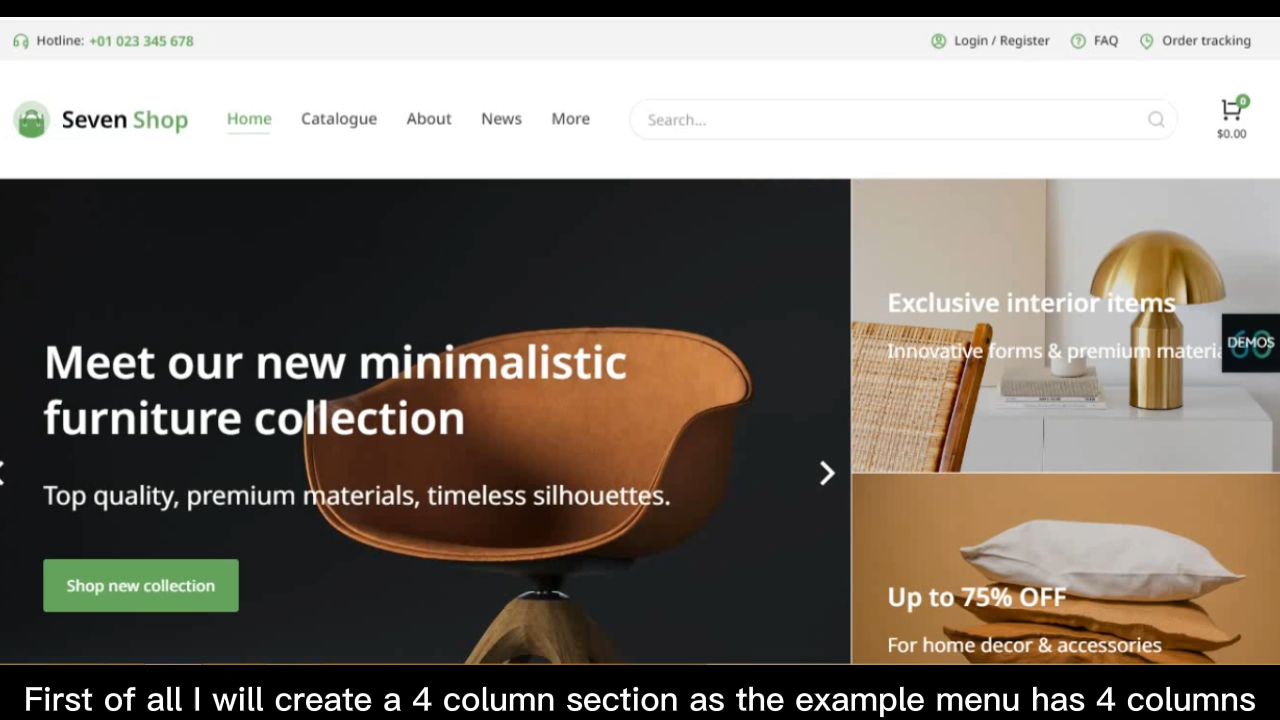 Hotline: +01 023 345 678
Login / Register
FAQ
Order tracking
Seven Shop
Home
Catalogue
About
News
More
Search...
0
$0.00
Meet our new minimalistic
furniture collection
Top quality, premium materials, timeless silhouettes.
Shop new collection
Exclusive interior items
Innovative forms & premium materia
60
DEMOS
Up to 75% OFF
For home decor & accessories
First of all I will create a 4 column section as the example menu has 4 columns